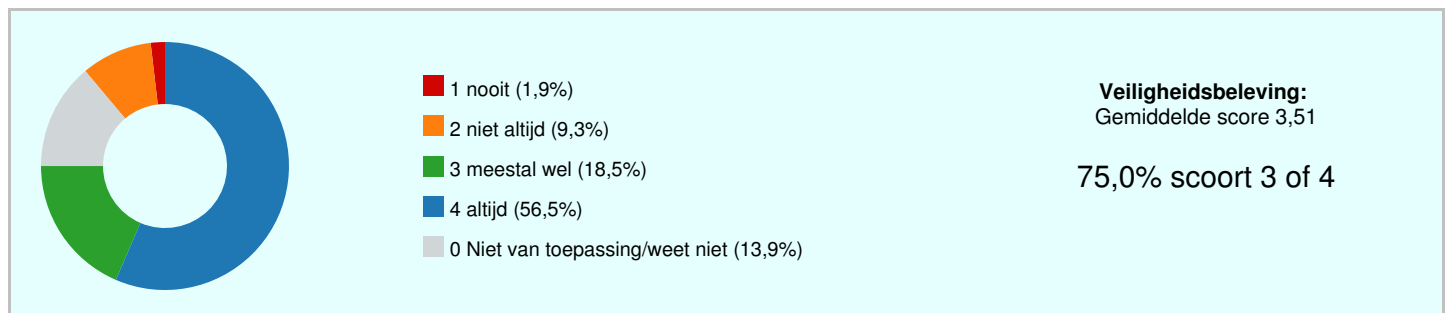 1 nooit (1,9%)
2 niet altijd (9,3%)
3 meestal wel (18,5%)
4 altijd (56,5%)
0 Niet van toepassing/weet niet (13,9%)
Veiligheidsbeleving:
Gemiddelde score 3,51
75,0% scoort 3 of 4